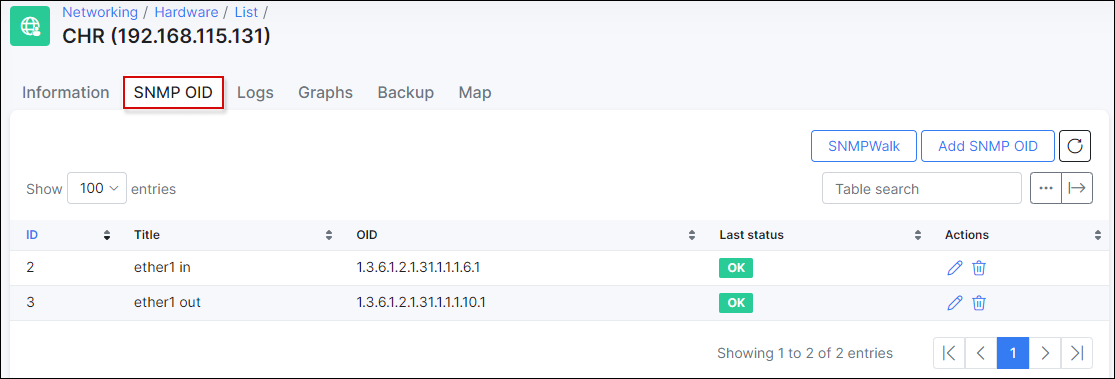 Networking / Hardware / List /
CHR (192.168.115.131)
Information SNMP OID Logs Graphs Backup Map
SNMPWalk Add SNMP OID
Show 100 entries Table search
ID Title OID Last status Actions
2 ether1 in 1.3.6.1.2.1.31.1.1.1.6.1 OK
3 ether1 out 1.3.6.1.2.1.31.1.1.1.10.1 OK
Showing 1 to 2 of 2 entries 1